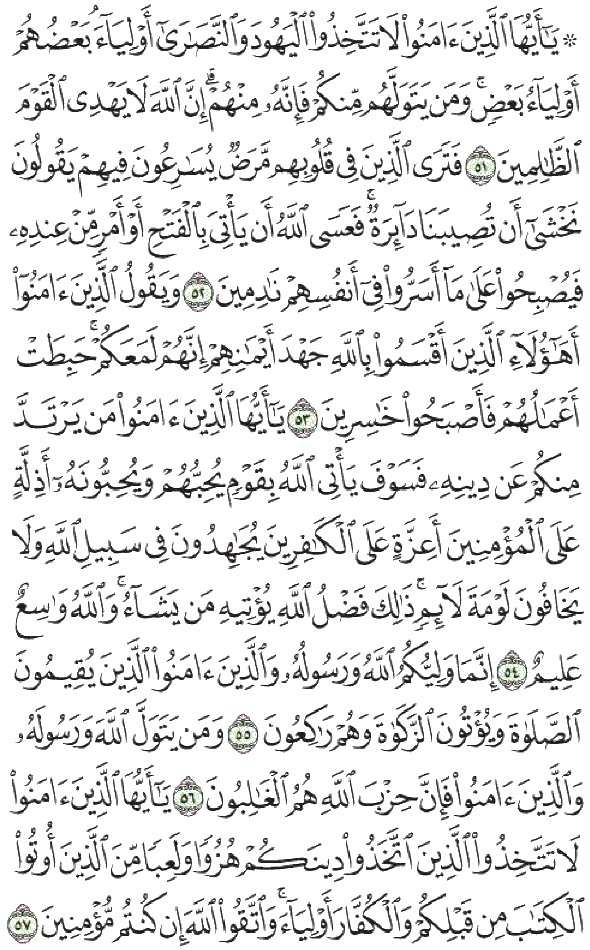 ۞ يَـٰٓأَيُّهَا ٱلَّذِينَ ءَامَنُوا۟ لَا تَتَّخِذُوا۟ ٱلْيَهُودَ وَٱلنَّصَـٰرَىٰٓ أَوْلِيَآءَ ۘ بَعْضُهُمْ
أَوْلِيَآءُ بَعْضٍ ۚ وَمَن يَتَوَلَّهُم مِّنكُمْ فَإِنَّهُۥ مِنْهُمْ ۗ إِنَّ ٱللَّهَ لَا يَهْدِى ٱلْقَوْمَ
ٱلظَّـٰلِمِينَ ٥١ فَتَرَى ٱلَّذِينَ فِى قُلُوبِهِم مَّرَضٌ يُسَـٰرِعُونَ فِيهِمْ يَقُولُونَ
نَخْشَىٰٓ أَن تُصِيبَنَا دَآئِرَةٌ ۚ فَعَسَى ٱللَّهُ أَن يَأْتِىَ بِٱلْفَتْحِ أَوْ أَمْرٍ مِّنْ عِندِهِۦ
فَيُصْبِحُوا۟ عَلَىٰ مَآ أَسَرُّوا۟ فِىٓ أَنفُسِهِمْ نَـٰدِمِينَ ٥٢ وَيَقُولُ ٱلَّذِينَ ءَامَنُوٓا۟
أَهَـٰٓؤُلَآءِ ٱلَّذِينَ أَقْسَمُوا۟ بِٱللَّهِ جَهْدَ أَيْمَـٰنِهِمْ إِنَّهُمْ لَمَعَكُمْ ۚ حَبِطَتْ
أَعْمَـٰلُهُمْ فَأَصْبَحُوا۟ خَـٰسِرِينَ ٥٣ يَـٰٓأَيُّهَا ٱلَّذِينَ ءَامَنُوا۟ مَن يَرْتَدَّ
مِنكُمْ عَن دِينِهِۦ فَسَوْفَ يَأْتِى ٱللَّهُ بِقَوْمٍ يُحِبُّهُمْ وَيُحِبُّونَهُۥٓ أَذِلَّةٍ
عَلَى ٱلْمُؤْمِنِينَ أَعِزَّةٍ عَلَى ٱلْكَـٰفِرِينَ يُجَـٰهِدُونَ فِى سَبِيلِ ٱللَّهِ وَلَا
يَخَافُونَ لَوْمَةَ لَآئِمٍ ۚ ذَٰلِكَ فَضْلُ ٱللَّهِ يُؤْتِيهِ مَن يَشَآءُ ۚ وَٱللَّهُ وَٰسِعٌ
عَلِيمٌ ٥٤ إِنَّمَا وَلِيُّكُمُ ٱللَّهُ وَرَسُولُهُۥ وَٱلَّذِينَ ءَامَنُوا۟ ٱلَّذِينَ يُقِيمُونَ
ٱلصَّلَوٰةَ وَيُؤْتُونَ ٱلزَّكَوٰةَ وَهُمْ رَٰكِعُونَ ٥٥ وَمَن يَتَوَلَّ ٱللَّهَ وَرَسُولَهُۥ
وَٱلَّذِينَ ءَامَنُوا۟ فَإِنَّ حِزْبَ ٱللَّهِ هُمُ ٱلْغَـٰلِبُونَ ٥٦ يَـٰٓأَيُّهَا ٱلَّذِينَ ءَامَنُوا۟
لَا تَتَّخِذُوا۟ ٱلَّذِينَ ٱتَّخَذُوا۟ دِينَكُمْ هُزُوًا وَلَعِبًا مِّنَ ٱلَّذِينَ أُوتُوا۟
ٱلْكِتَـٰبَ مِن قَبْلِكُمْ وَٱلْكُفَّارَ أَوْلِيَآءَ ۚ وَٱتَّقُوا۟ ٱللَّهَ إِن كُنتُم مُّؤْمِنِينَ ٥٧